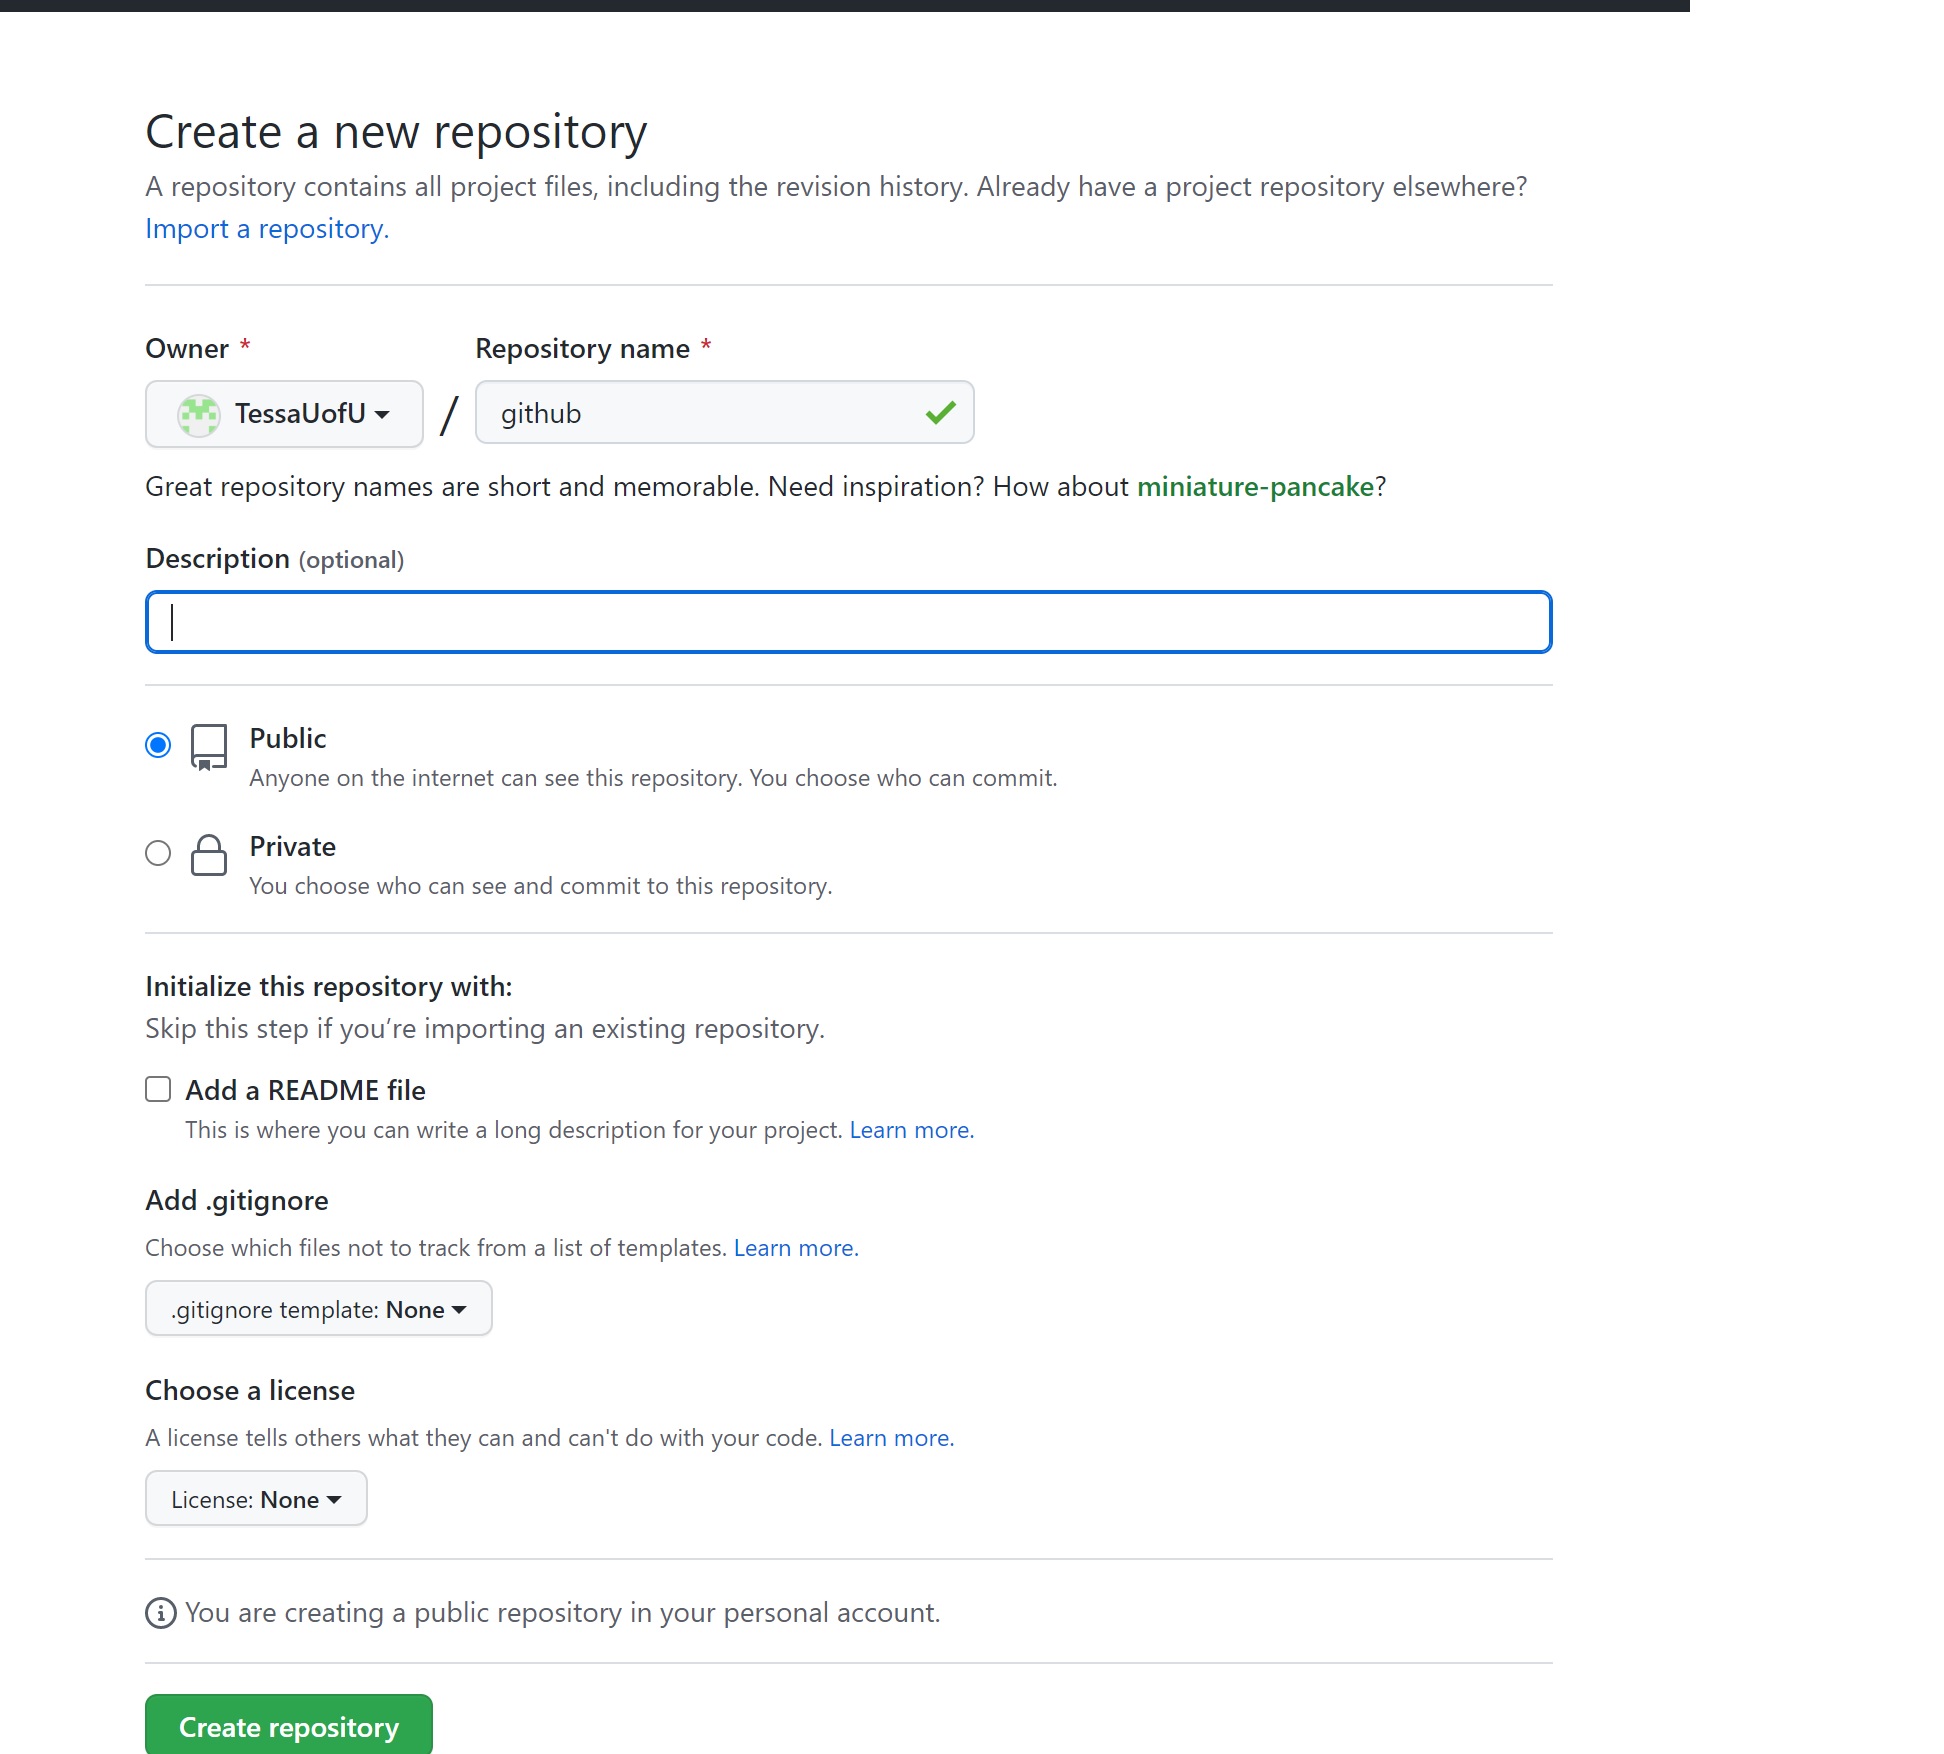 Create a new repository
A repository contains all project files, including the revision history. Already have a project repository elsewhere?
Import a repository.
Owner * Repository name *
TessaUofU / github
Great repository names are short and memorable. Need inspiration? How about miniature-pancake?
Description (optional)
Public
Anyone on the internet can see this repository. You choose who can commit.
Private
You choose who can see and commit to this repository.
Initialize this repository with:
Skip this step if you’re importing an existing repository.
Add a README file
This is where you can write a long description for your project. Learn more.
Add .gitignore
Choose which files not to track from a list of templates. Learn more.
.gitignore template: None
Choose a license
A license tells others what they can and can't do with your code. Learn more.
License: None
You are creating a public repository in your personal account.
Create repository